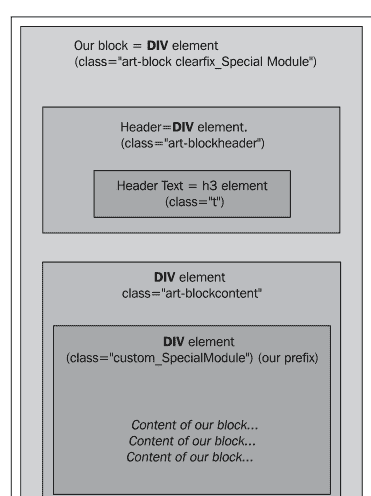 Our block = DIV element
(class="art-block clearfix_Special Module")
Header=DIV element.
(class="art-blockheader")
Header Text = h3 element
(class="t")
DIV element
class="art-blockcontent"
DIV element
(class="custom_SpecialModule") (our prefix)
Content of our block...
Content of our block...
Content of our block...